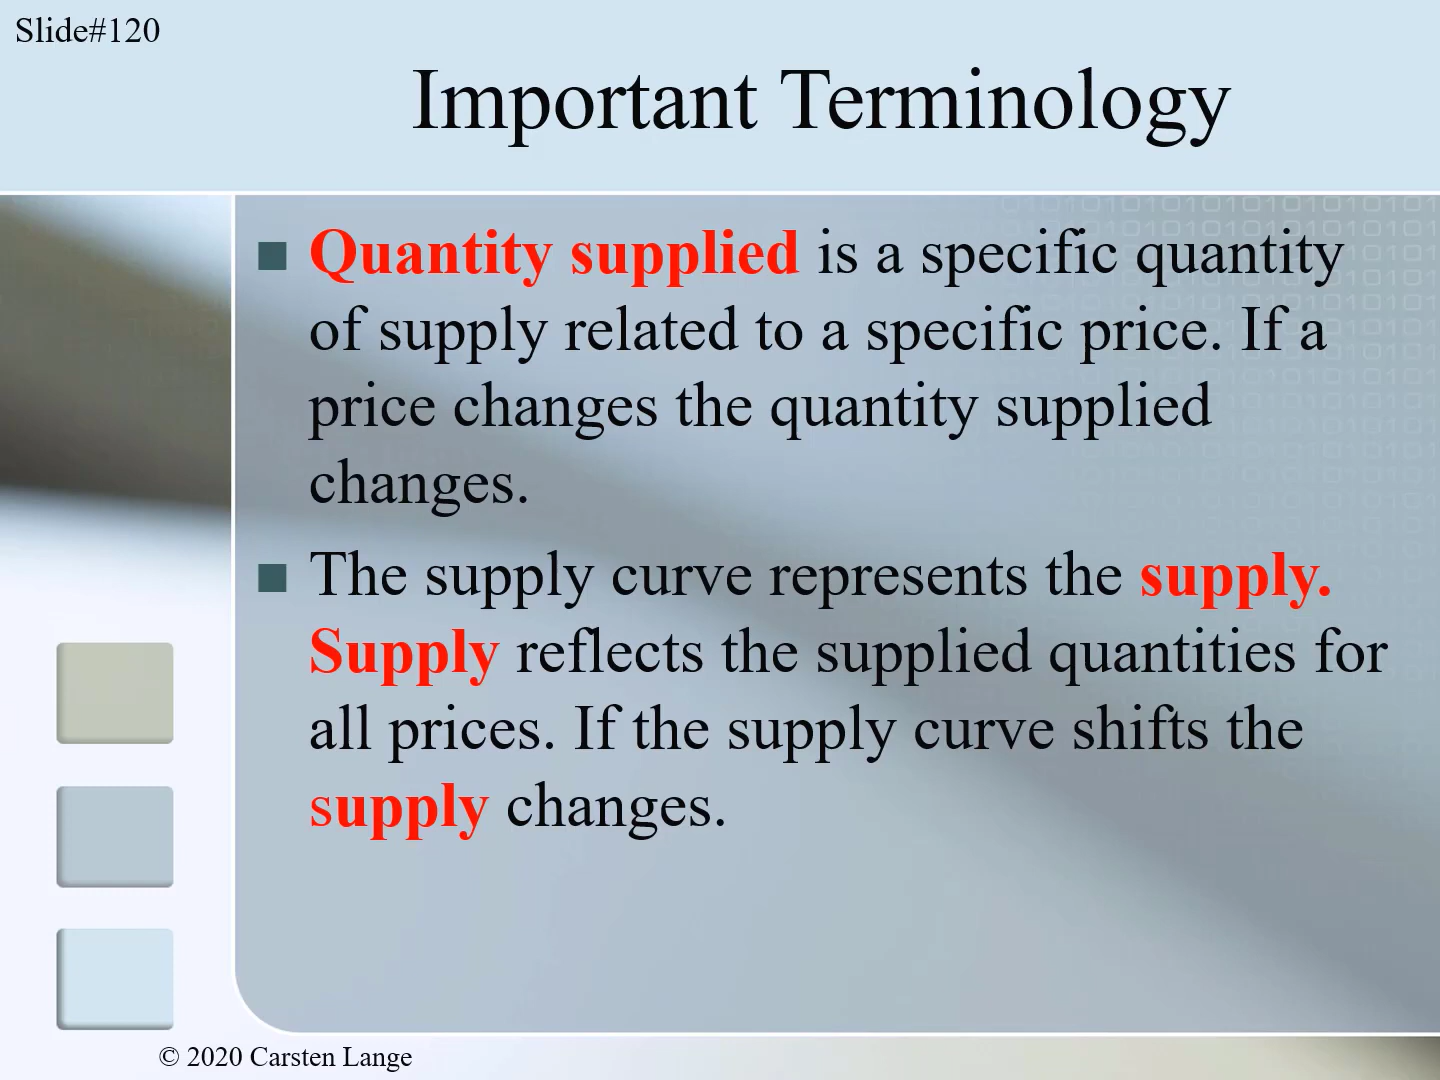 Slide#120
Important Terminology
Quantity supplied is a specific quantity
of supply related to a specific price. If a
price changes the quantity supplied
changes.
The supply curve represents the supply.
Supply reflects the supplied quantities for
all prices. If the supply curve shifts the
supply changes.
© 2020 Carsten Lange